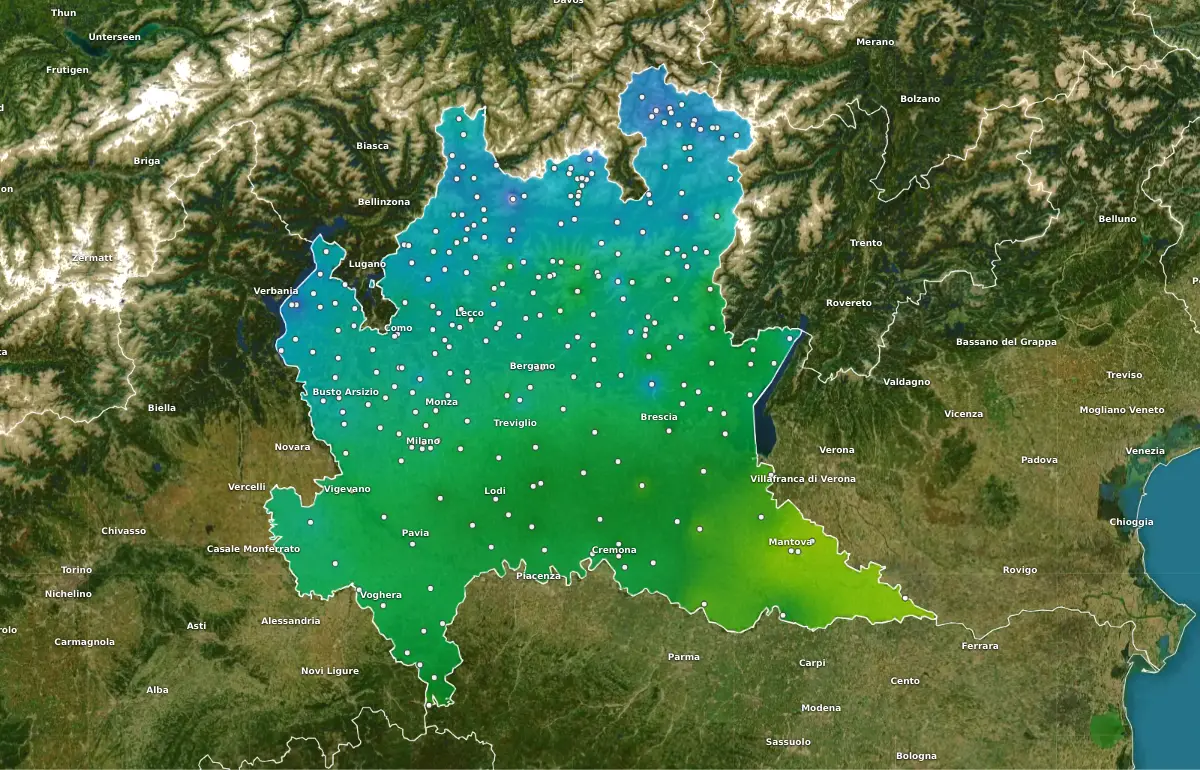 Davos
Thun
Unterseen
Merano
Frutigen
Bolzano
Biasca
Briga
Bellinzona
Belluno
Trento
Zermatt
Lugano
Verbania
Rovereto
Lecco
Como
Bassano del Grappa
Bergamo
Treviso
Valdagno
Busto Arsizio
Monza
Biella
Mogliano Veneto
Vicenza
Brescia
Treviglio
Milano
Novara
Verona
Venezia
Padova
Villafranca di Verona
Vercelli
Vigevano
Lodi
Chioggia
Chivasso
Pavia
Mantova
Casale Monferrato
Cremona
Torino
Rovigo
Piacenza
Nichelino
Voghera
Alessandria
Asti
Carmagnola
Ferrara
Parma
Carpi
Novi Ligure
Cento
Alba
Modena
Sassuolo
Bologna